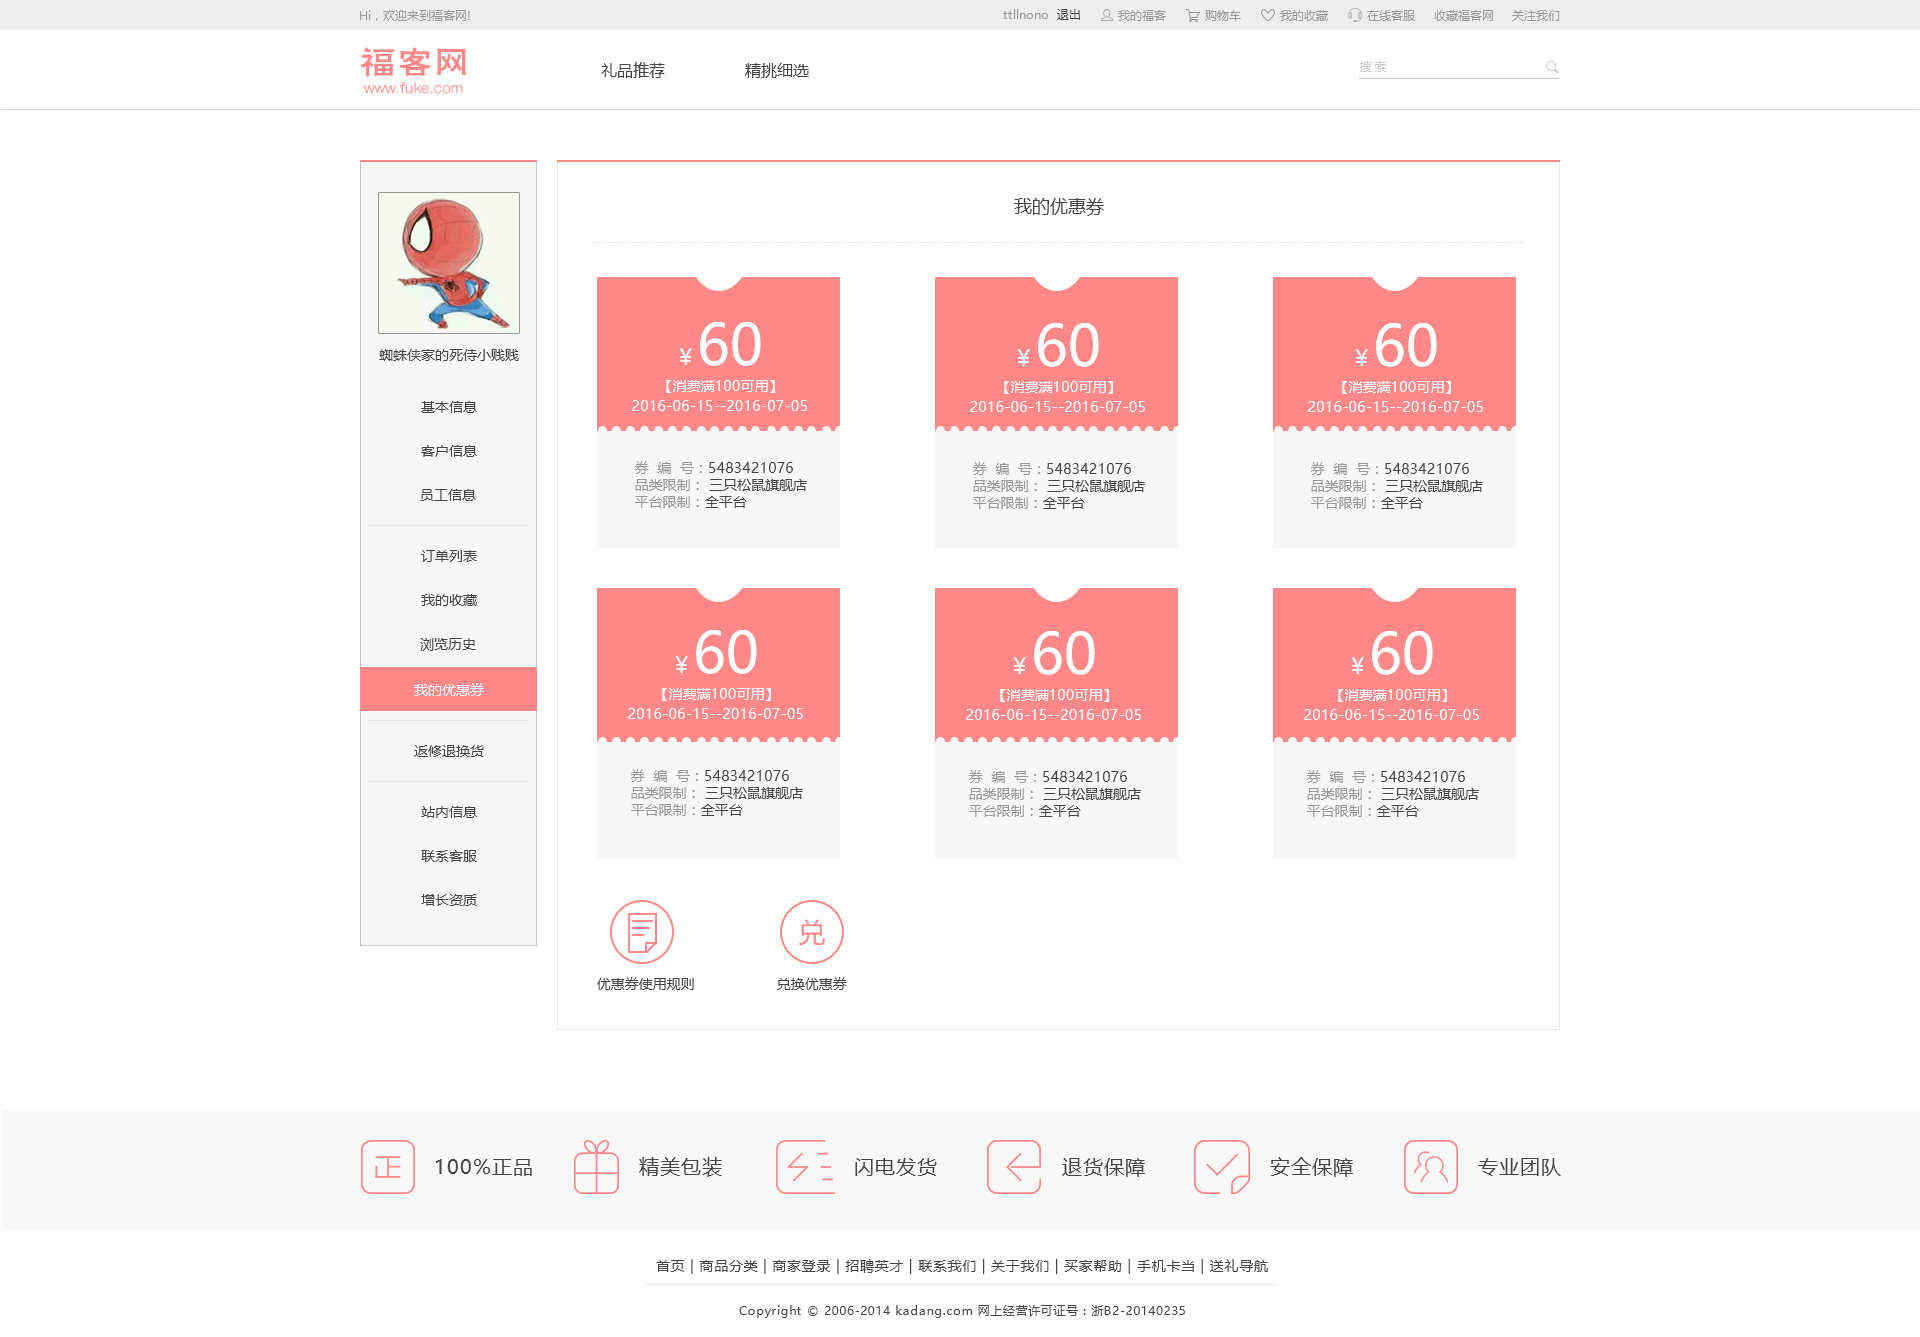 Hi，欢迎来到福客网!
ttllnono 退出 我的福客 购物车 我的收藏 在线客服 收藏福客网 关注我们
福客网
www.fuke.com
礼品推荐 精挑细选
搜索
蜘蛛侠家的死侍小贱贱
基本信息
客户信息
员工信息
订单列表
我的收藏
浏览历史
我的优惠券
返修退换货
站内信息
联系客服
增长资质
我的优惠券
¥ 60
【消费满100可用】
2016-06-15--2016-07-05
券 编 号：5483421076
品类限制： 三只松鼠旗舰店
平台限制：全平台
¥ 60
【消费满100可用】
2016-06-15--2016-07-05
券 编 号：5483421076
品类限制： 三只松鼠旗舰店
平台限制：全平台
¥ 60
【消费满100可用】
2016-06-15--2016-07-05
券 编 号：5483421076
品类限制： 三只松鼠旗舰店
平台限制：全平台
¥ 60
【消费满100可用】
2016-06-15--2016-07-05
券 编 号：5483421076
品类限制： 三只松鼠旗舰店
平台限制：全平台
¥ 60
【消费满100可用】
2016-06-15--2016-07-05
券 编 号：5483421076
品类限制： 三只松鼠旗舰店
平台限制：全平台
¥ 60
【消费满100可用】
2016-06-15--2016-07-05
券 编 号：5483421076
品类限制： 三只松鼠旗舰店
平台限制：全平台
兑
优惠券使用规则 兑换优惠券
正 100%正品 精美包装 闪电发货 退货保障 安全保障 专业团队
首页 | 商品分类 | 商家登录 | 招聘英才 | 联系我们 | 关于我们 | 买家帮助 | 手机卡当 | 送礼导航
Copyright © 2006-2014 kadang.com 网上经营许可证号：浙B2-20140235